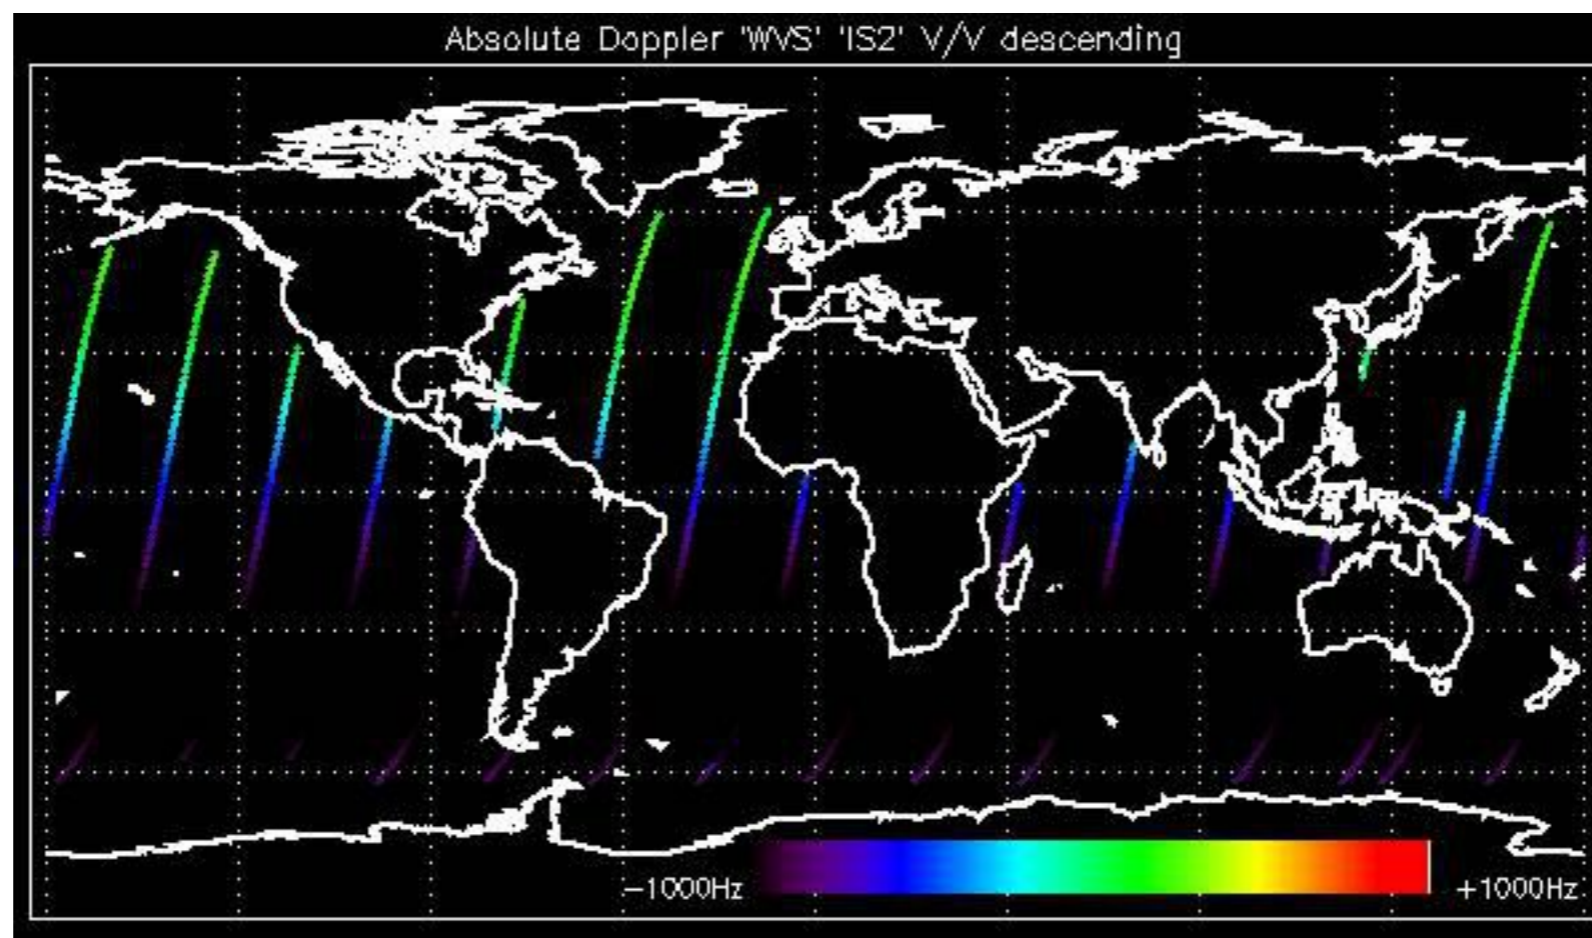 Absolute Doppler 'WVS' 'IS2' V/V descending
-1000Hz +1000Hz